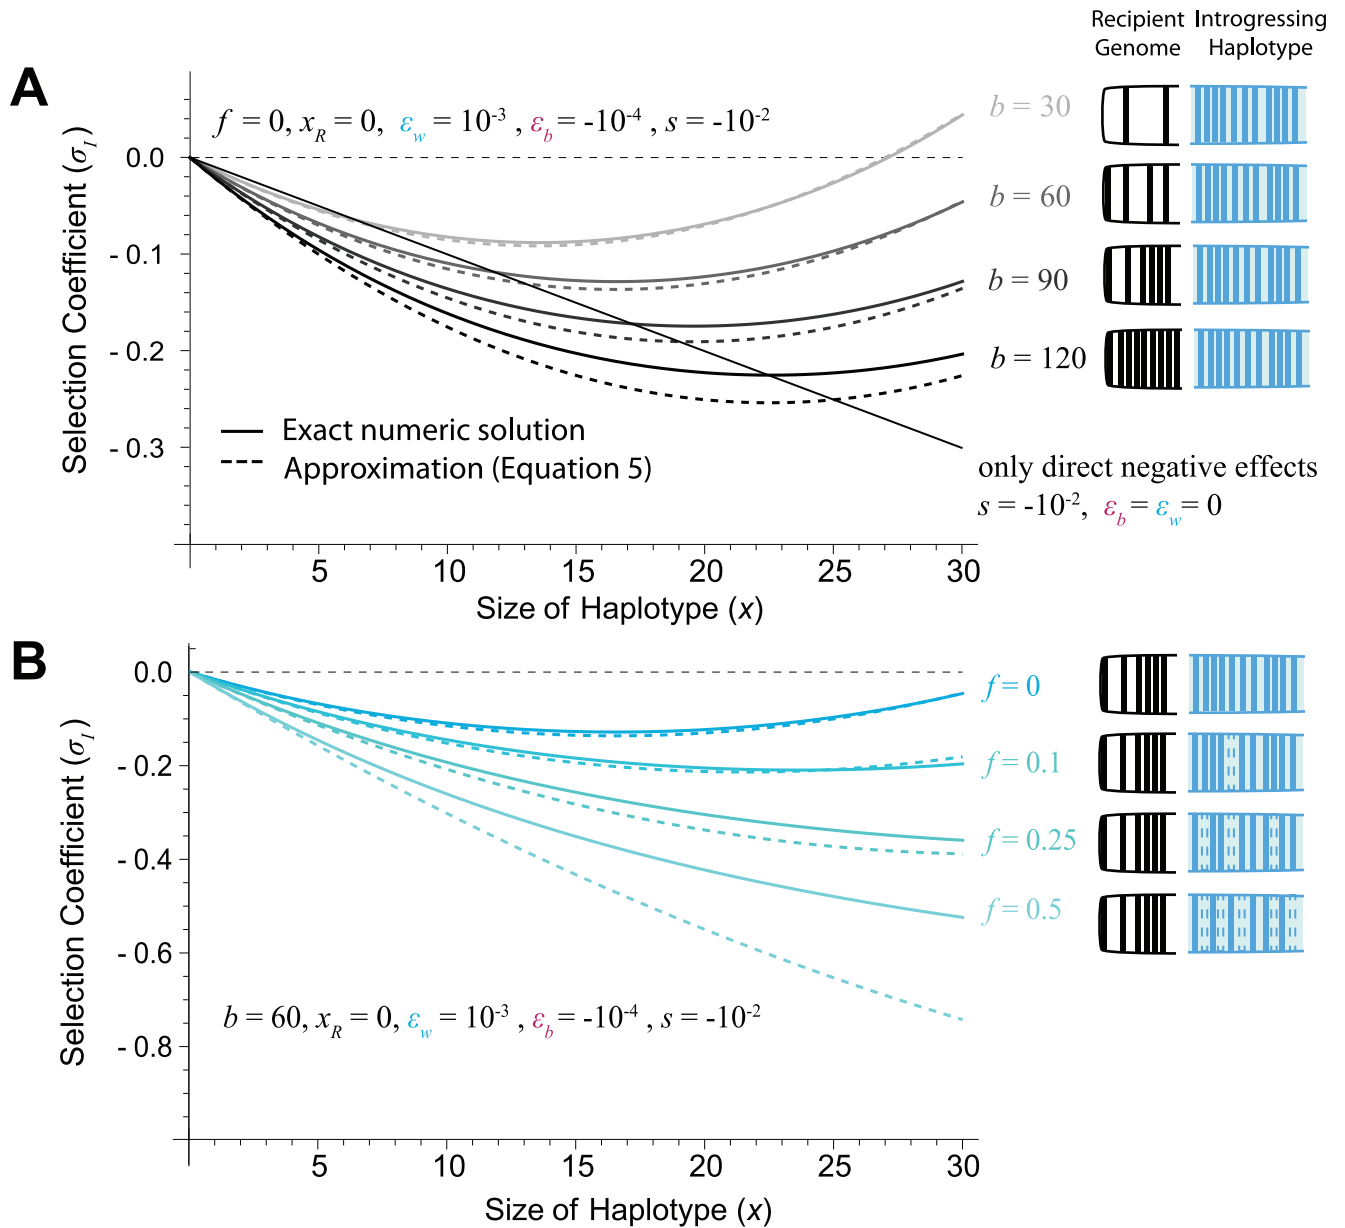 Recipient Introgressing
Genome Haplotype
A
f = 0, x_R = 0, ε_w = 10⁻³ , ε_b = -10⁻⁴ , s = -10⁻²
b = 30
b = 60
b = 90
b = 120
0.0
- 0.1
- 0.2
- 0.3
Selection Coefficient (σ_I)
Exact numeric solution
Approximation (Equation 5)
only direct negative effects
s = -10⁻², ε_b = ε_w = 0
5 10 15 20 25 30
Size of Haplotype (x)
B
0.0
- 0.2
- 0.4
- 0.6
- 0.8
Selection Coefficient (σ_I)
f = 0
f = 0.1
f = 0.25
f = 0.5
b = 60, x_R = 0, ε_w = 10⁻³ , ε_b = -10⁻⁴ , s = -10⁻²
5 10 15 20 25 30
Size of Haplotype (x)